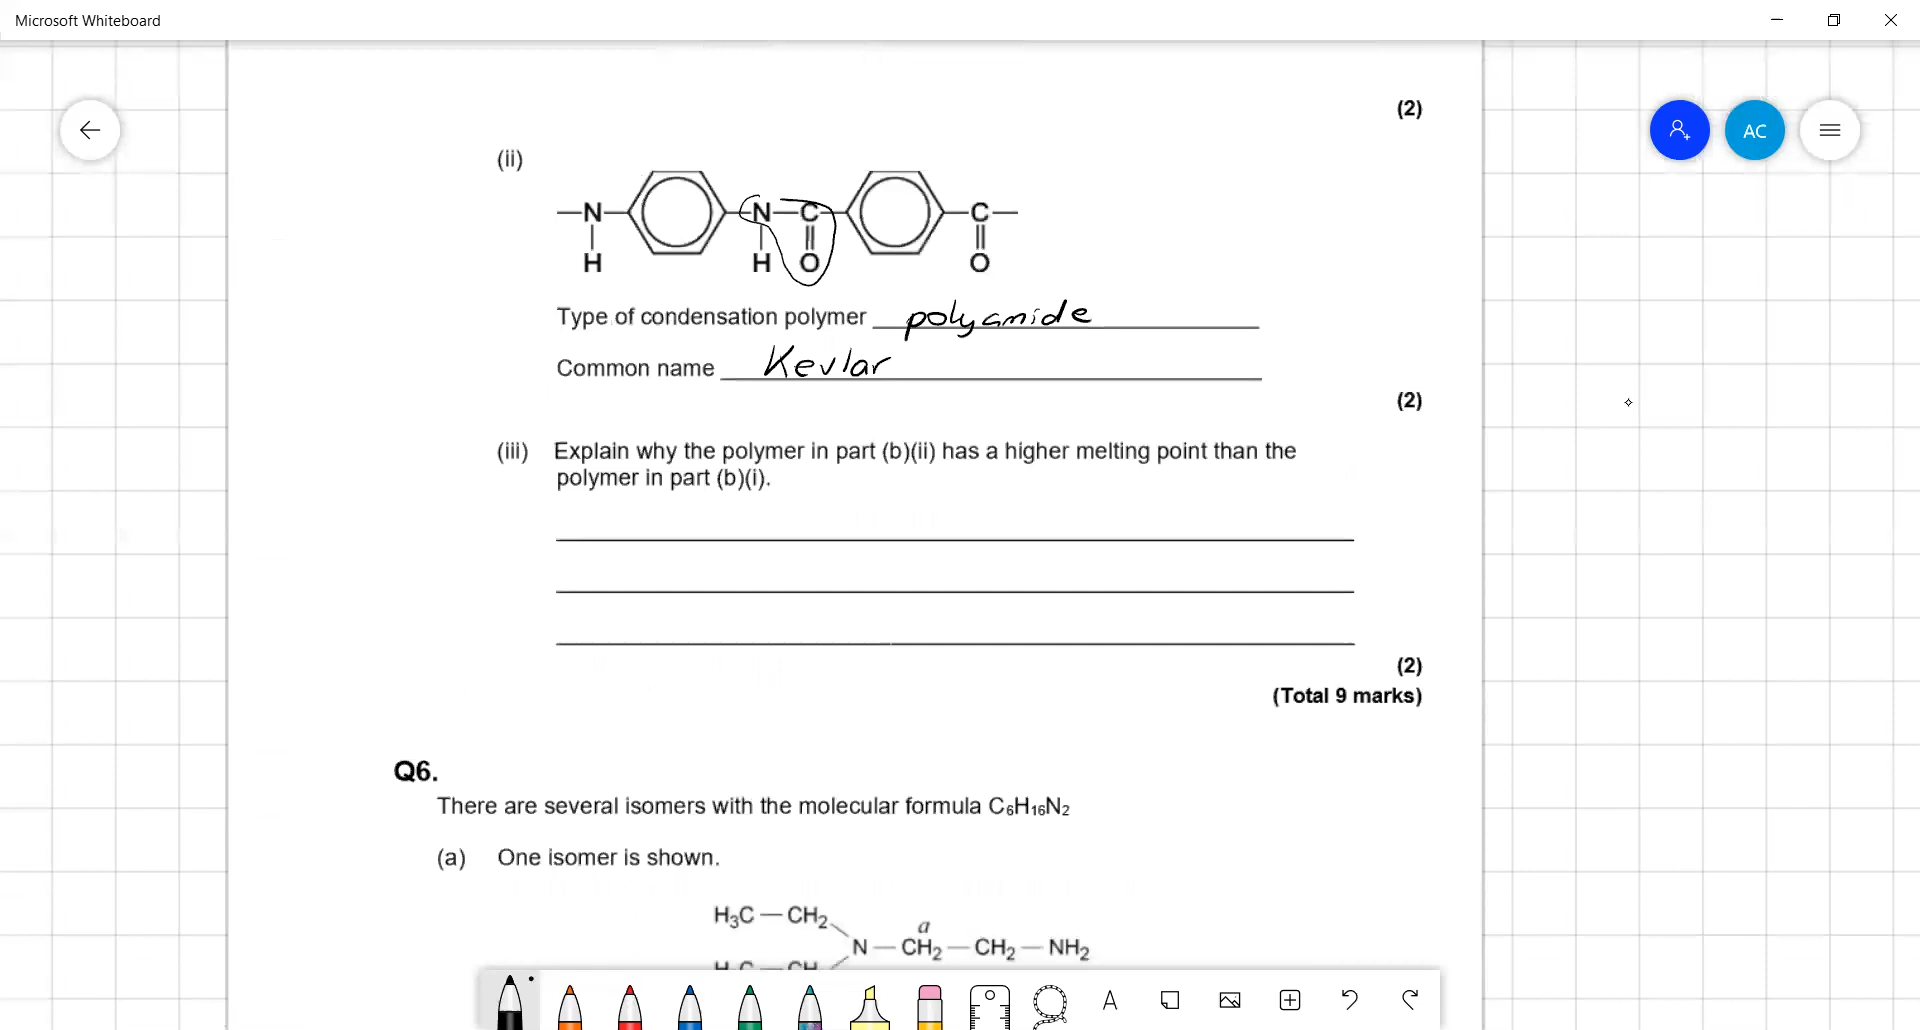 Microsoft Whiteboard
(2)
AC
(ii)
—N— —N—C— —C—
H H O O
Type of condensation polymer polyamide
Common name Kevlar
(2)
(iii) Explain why the polymer in part (b)(ii) has a higher melting point than the
polymer in part (b)(i).
(2)
(Total 9 marks)
Q6.
There are several isomers with the molecular formula C₆H₁₆N₂
(a) One isomer is shown.
H₃C — CH₂
a
N — CH₂ — CH₂ — NH₂